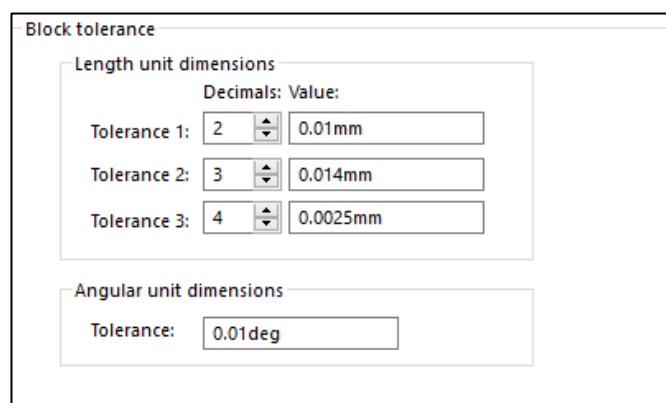 Block tolerance
Length unit dimensions
Decimals: Value:
Tolerance 1: 2 0.01mm
Tolerance 2: 3 0.014mm
Tolerance 3: 4 0.0025mm
Angular unit dimensions
Tolerance: 0.01deg